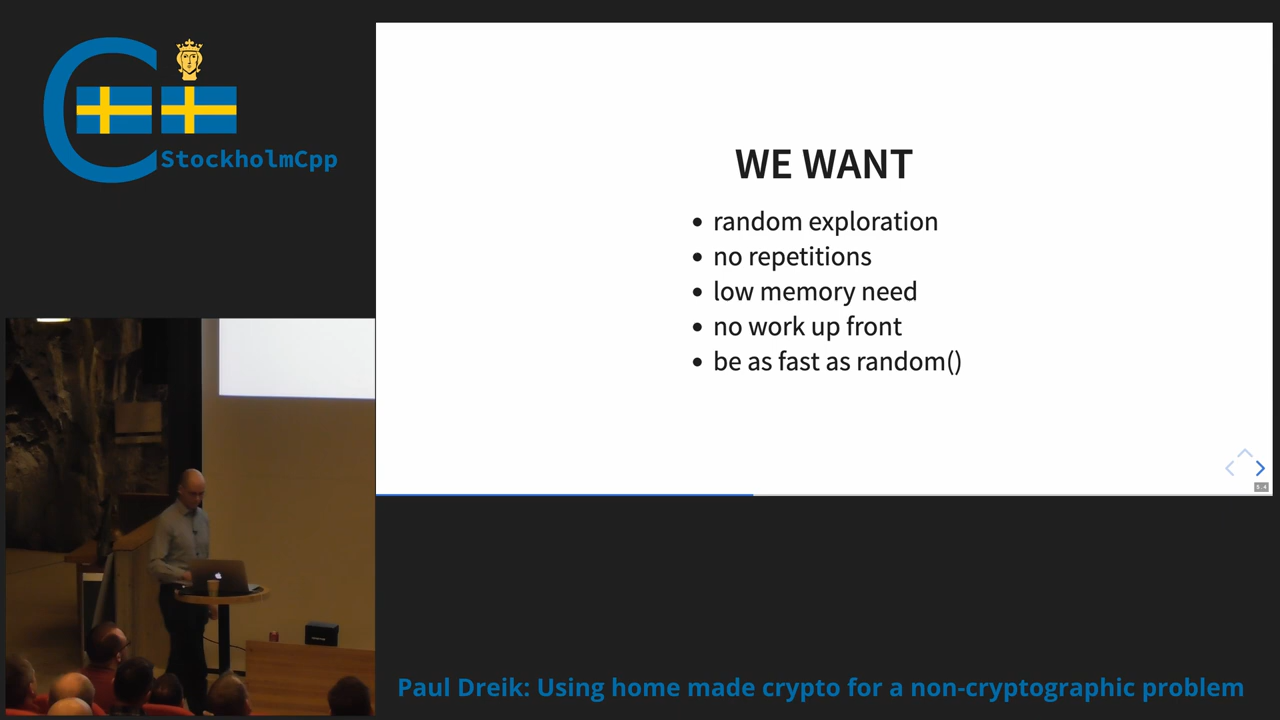 StockholmCpp
WE WANT
random exploration
no repetitions
low memory need
no work up front
be as fast as random()
Paul Dreik: Using home made crypto for a non-cryptographic problem